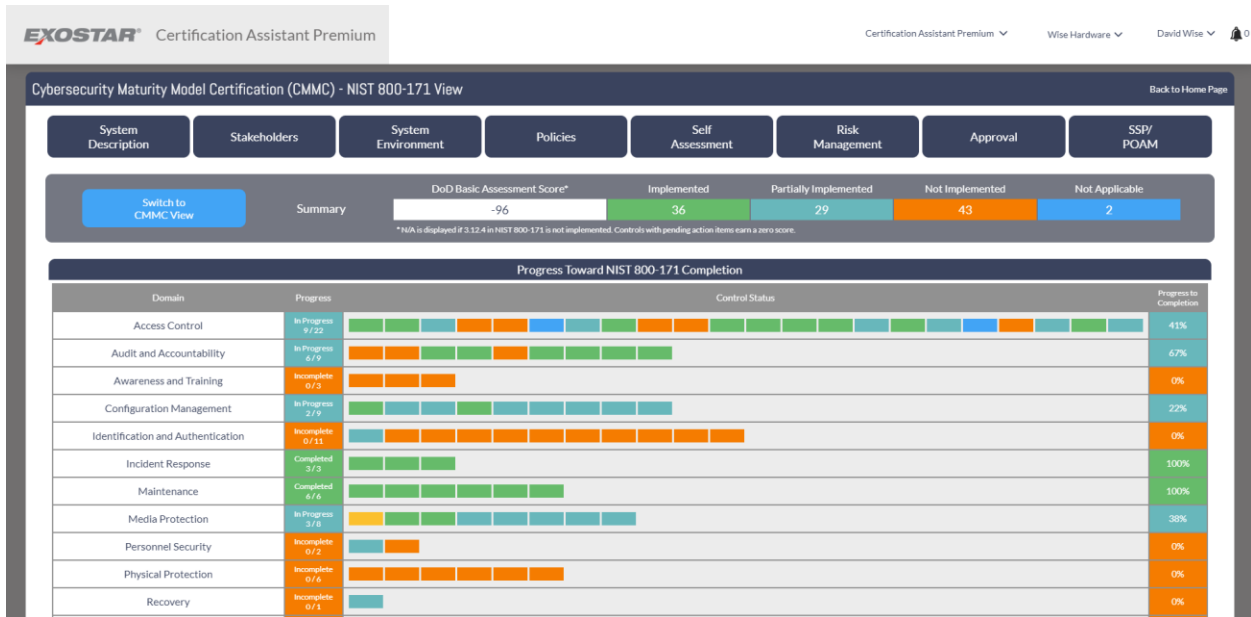 EXOSTAR® Certification Assistant Premium
Certification Assistant Premium
Wise Hardware
David Wise
0
Cybersecurity Maturity Model Certification (CMMC) - NIST 800-171 View
Back to Home Page
System Description
Stakeholders
System Environment
Policies
Self Assessment
Risk Management
Approval
SSP/ POAM
Switch to CMMC View
Summary
DoD Basic Assessment Score* Implemented Partially Implemented Not Implemented Not Applicable
-96 36 29 43 2
* N/A is displayed if 3.12.4 in NIST 800-171 is not implemented. Controls with pending action items earn a zero score.
Progress Toward NIST 800-171 Completion
Domain Progress Control Status Progress to Completion
Access Control In Progress 9/22 41%
Audit and Accountability In Progress 6/9 67%
Awareness and Training Incomplete 0/3 0%
Configuration Management In Progress 2/9 22%
Identification and Authentication Incomplete 0/11 0%
Incident Response Completed 3/3 100%
Maintenance Completed 6/6 100%
Media Protection In Progress 3/8 38%
Personnel Security Incomplete 0/2 0%
Physical Protection Incomplete 0/6 0%
Recovery Incomplete 0/1 0%